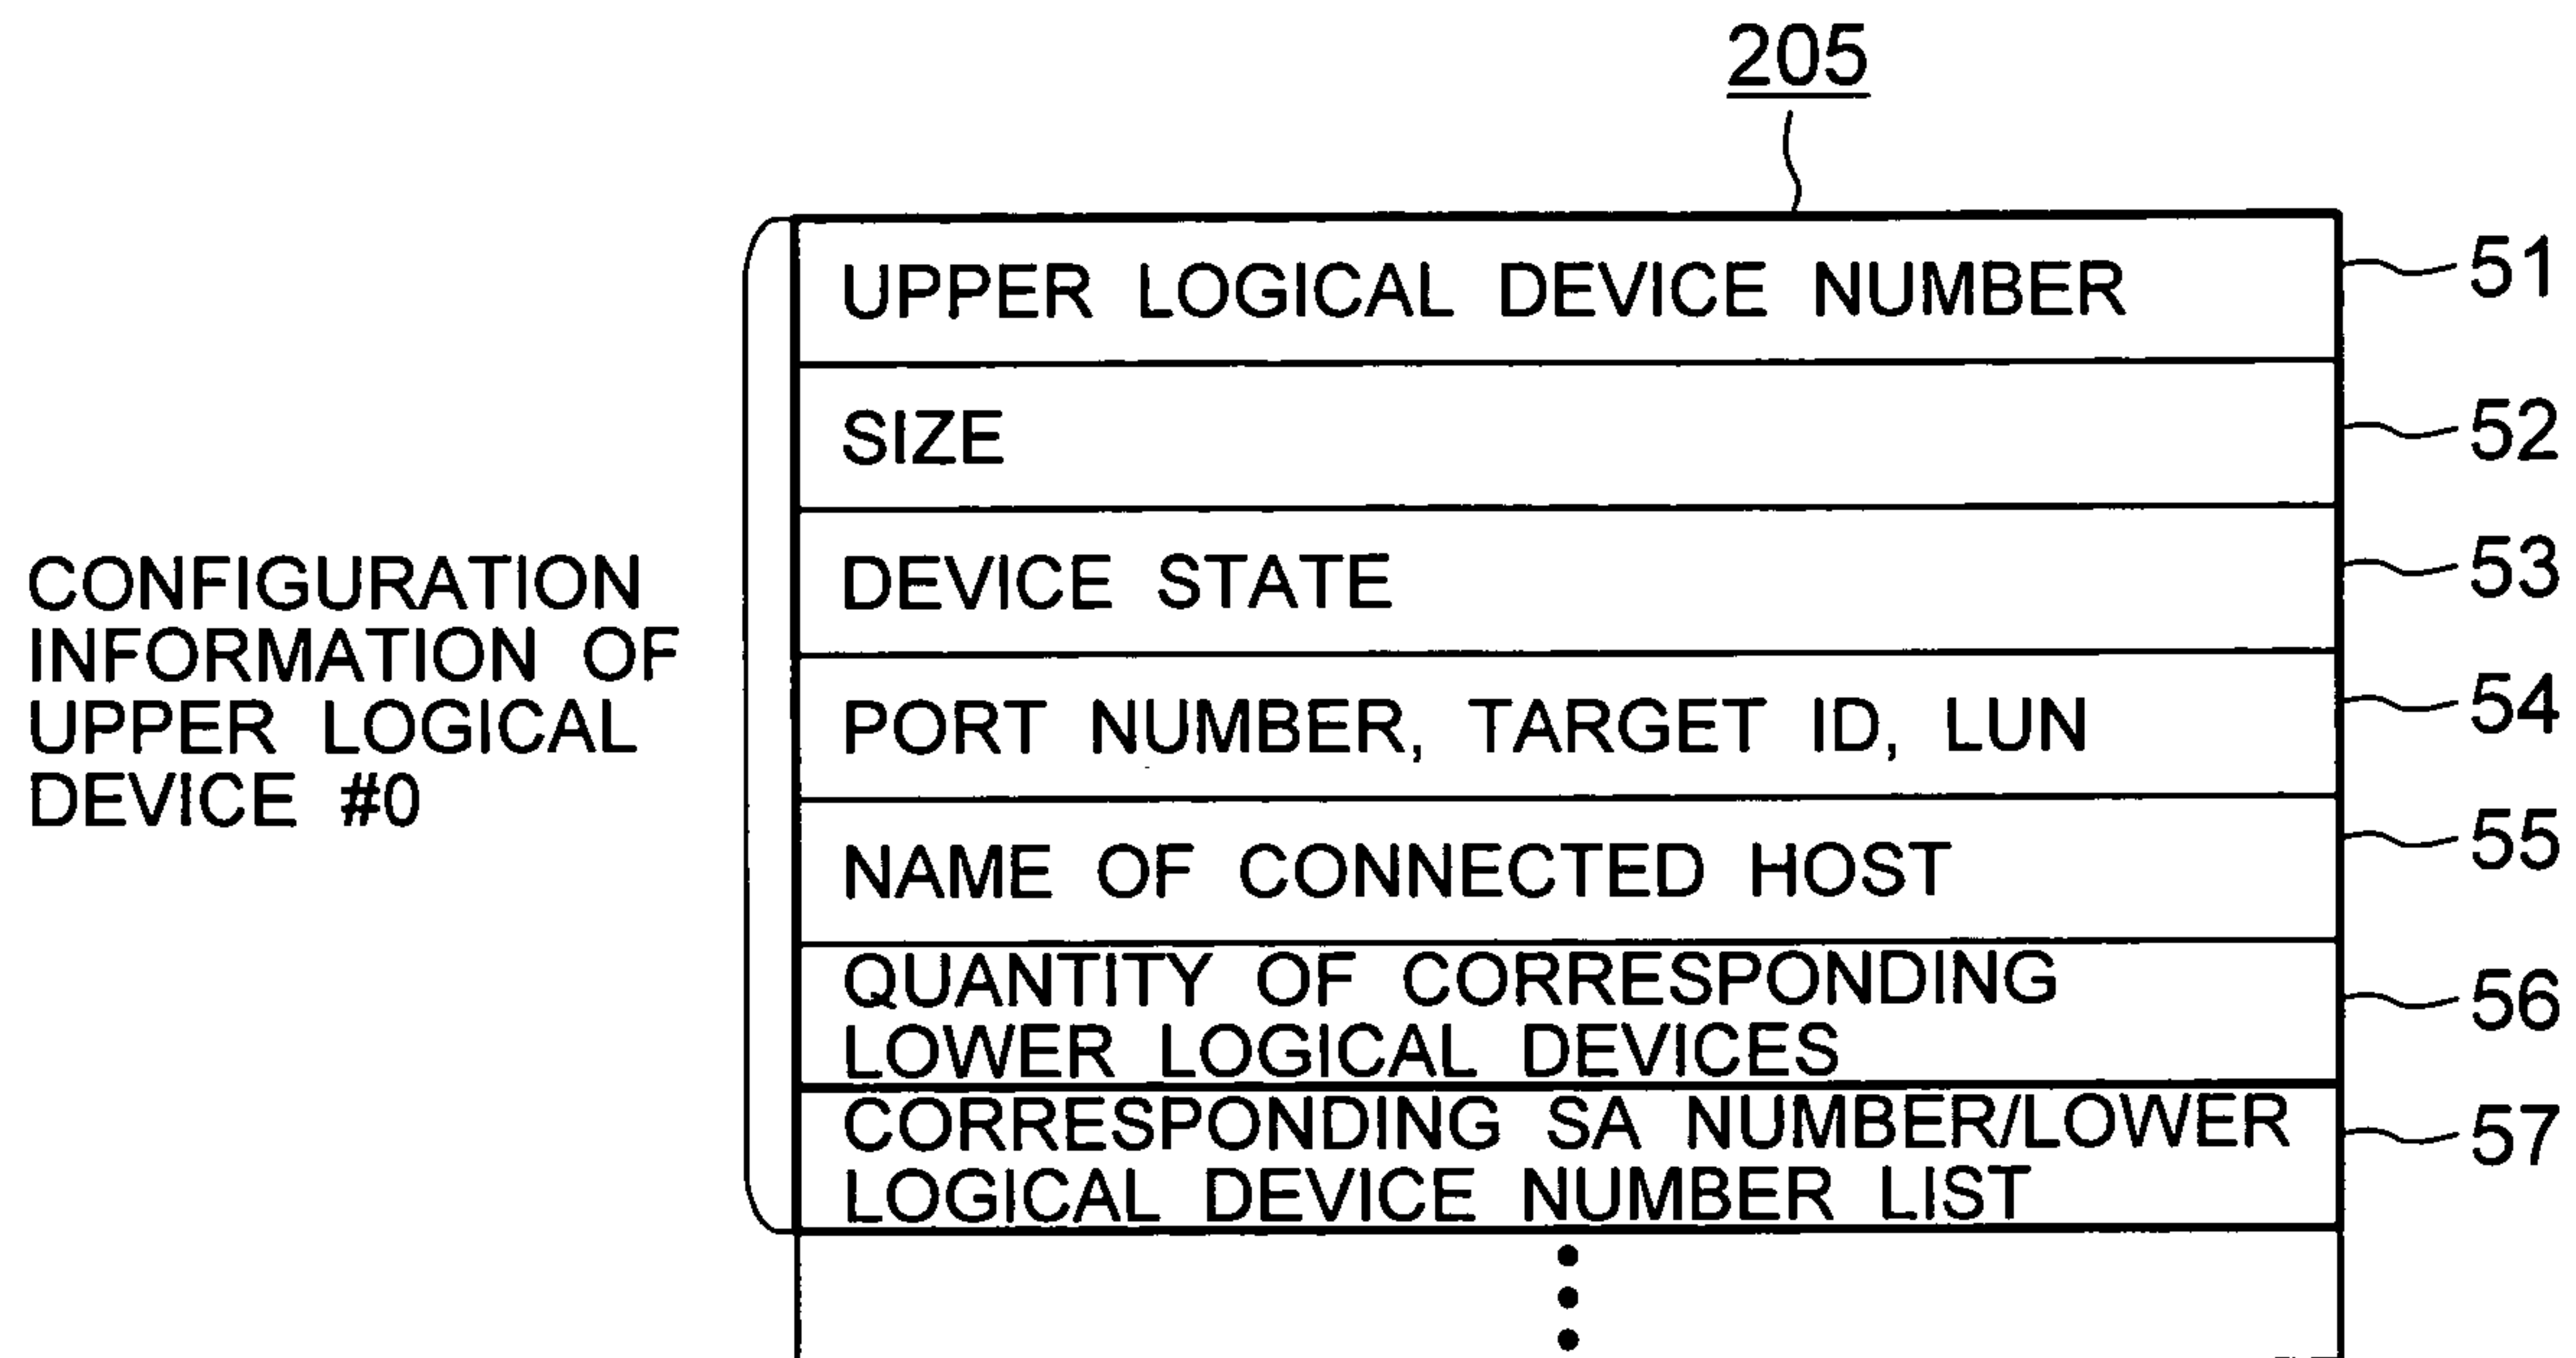 205
UPPER LOGICAL DEVICE NUMBER 51
SIZE 52
DEVICE STATE 53
PORT NUMBER, TARGET ID, LUN 54
NAME OF CONNECTED HOST 55
QUANTITY OF CORRESPONDING
LOWER LOGICAL DEVICES 56
CORRESPONDING SA NUMBER/LOWER
LOGICAL DEVICE NUMBER LIST 57
CONFIGURATION
INFORMATION OF
UPPER LOGICAL
DEVICE #0